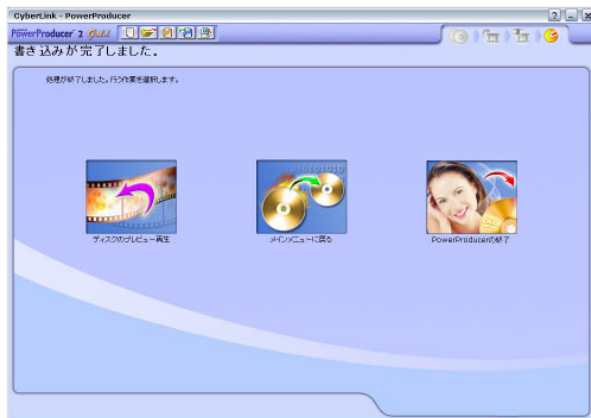 CyberLink - PowerProducer
PowerProducer 2 Gold
書き込みが完了しました。
処理が終了しました。行う作業を選択します。
ディスクのプレビュー再生
メインメニューに戻る
PowerProducerの終了